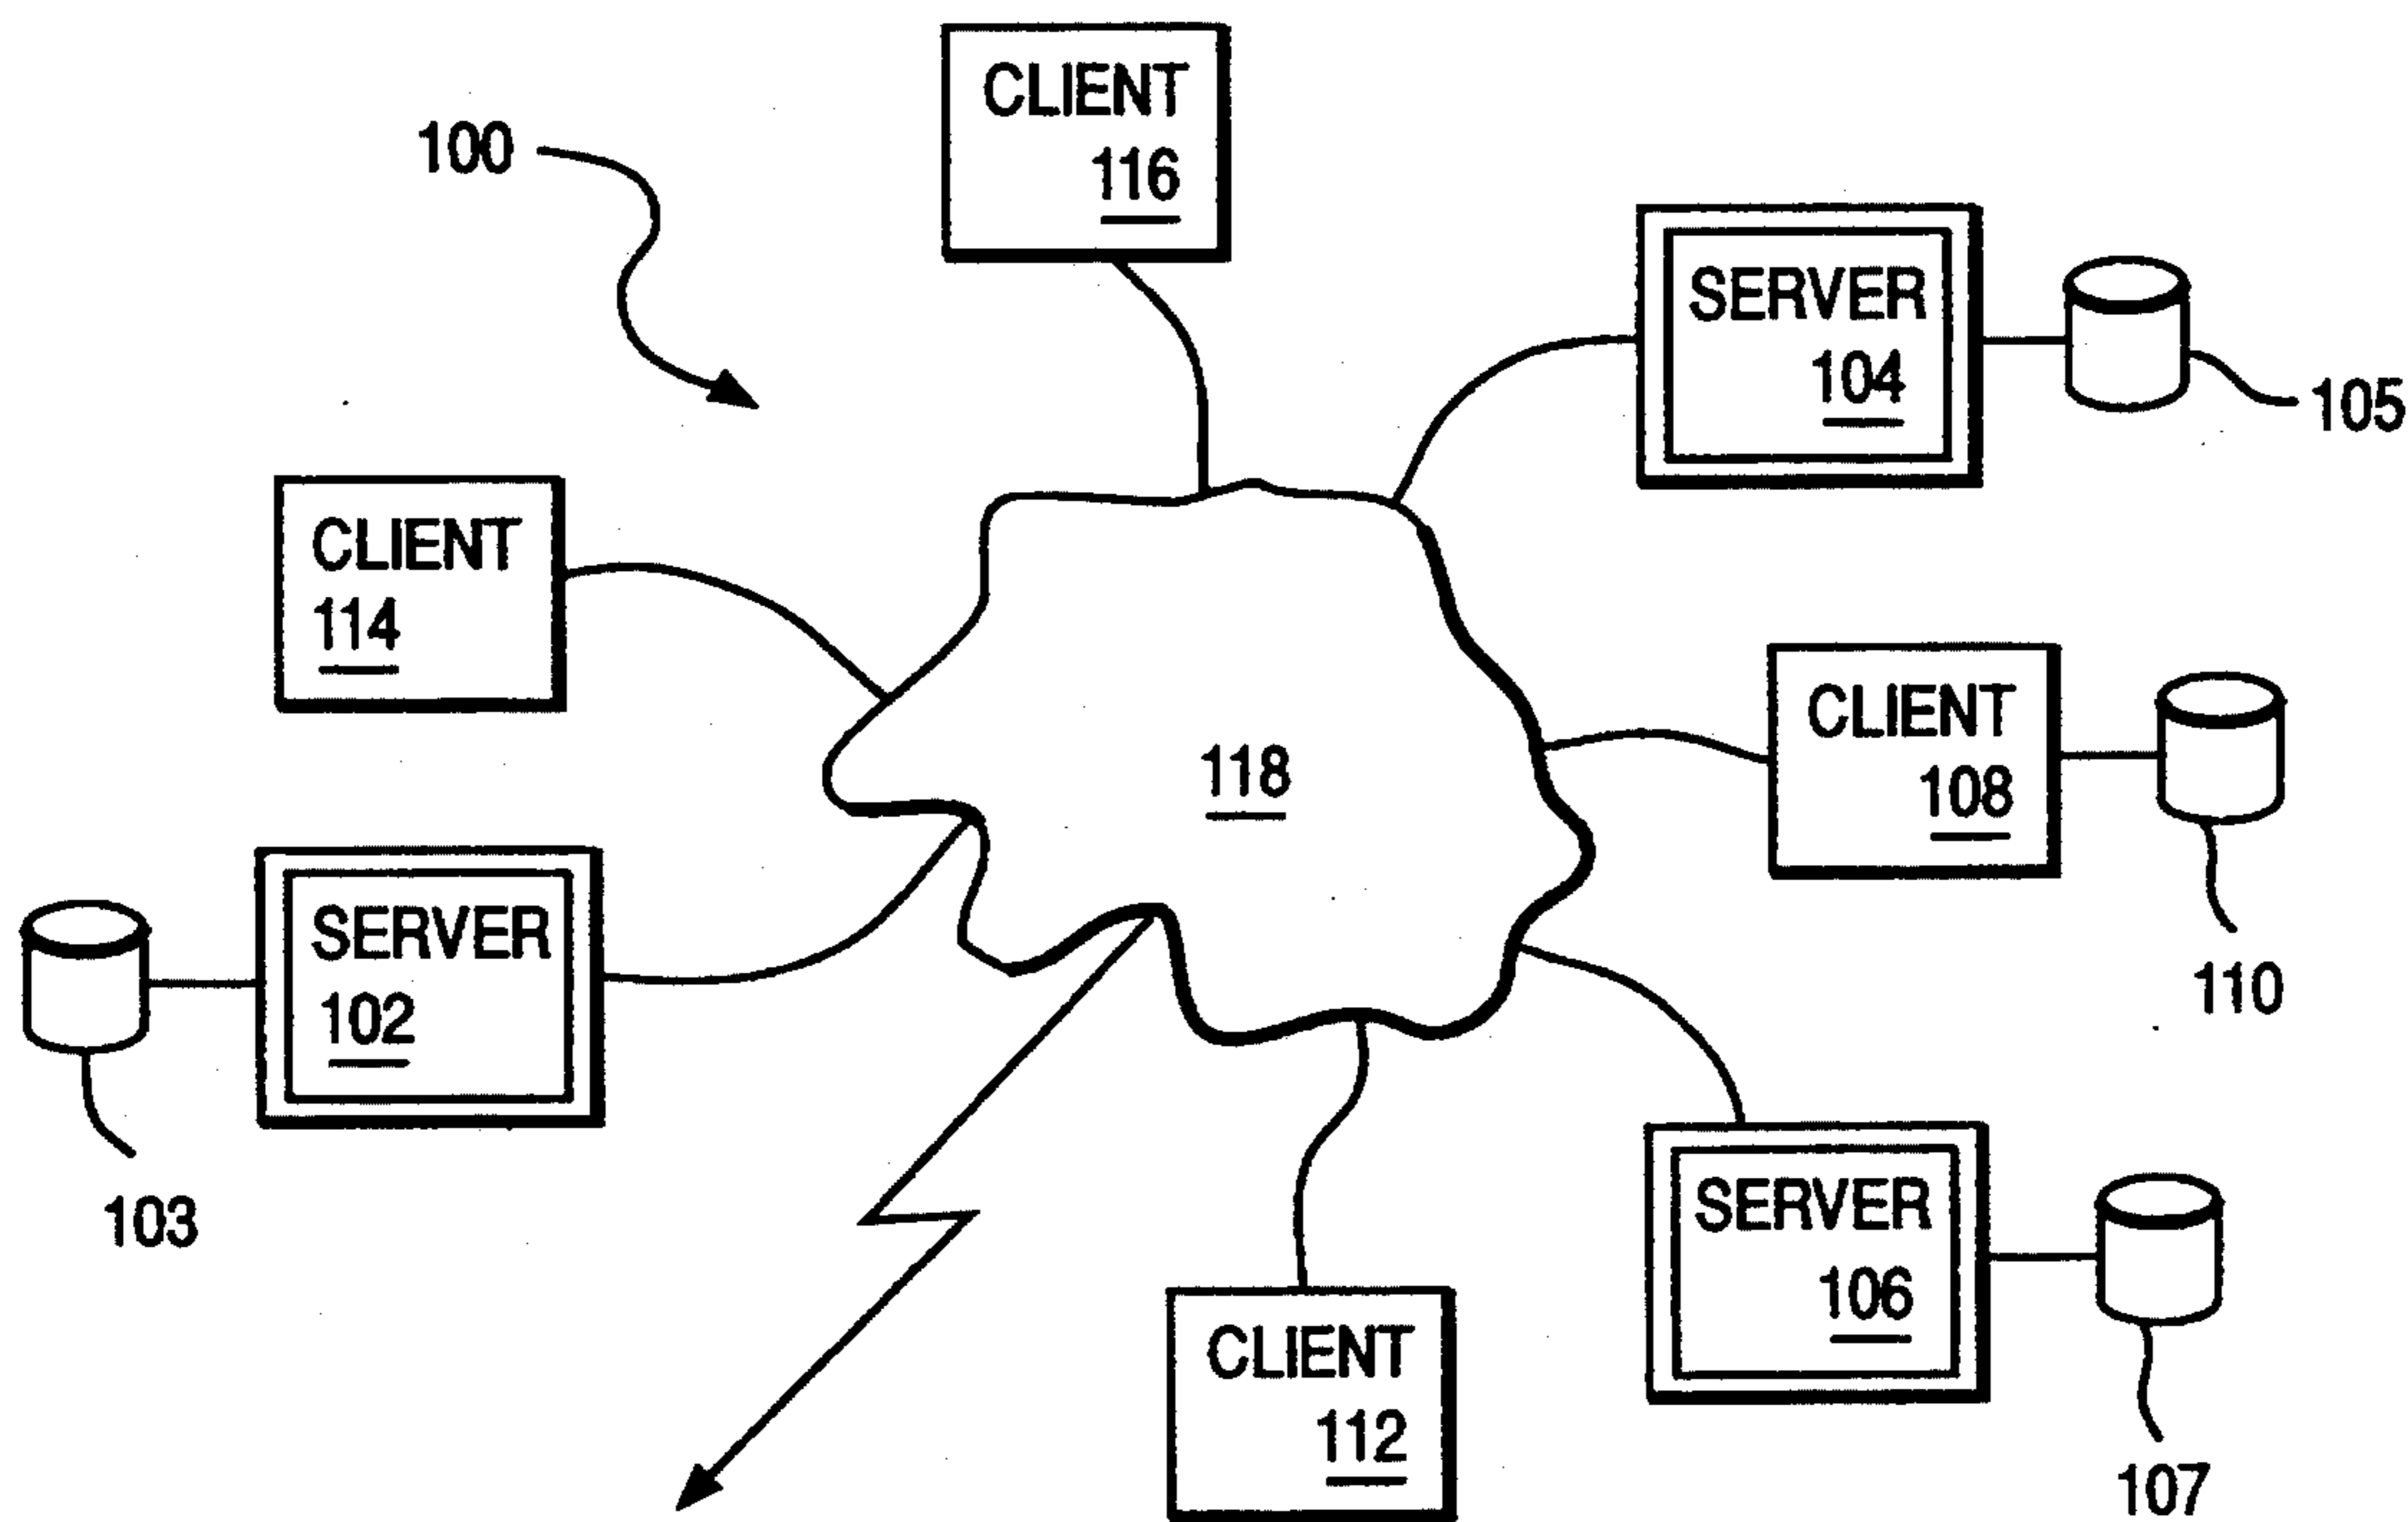 CLIENT
116
100
SERVER
104
105
CLIENT
114
CLIENT
108
118
110
SERVER
102
103
SERVER
106
CLIENT
112
107